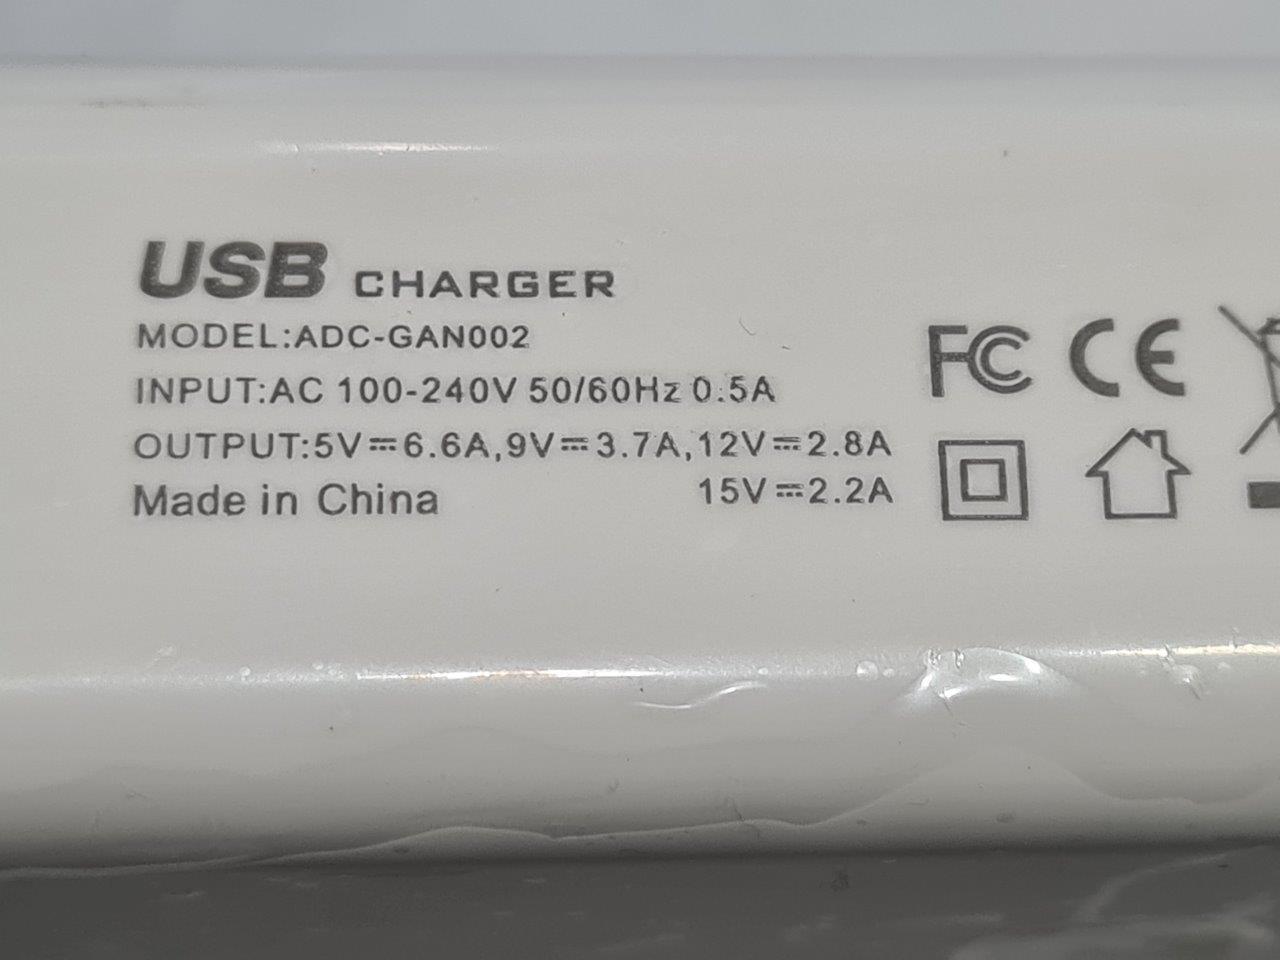 USB CHARGER
MODEL:ADC-GAN002
INPUT:AC 100-240V 50/60Hz 0.5A
OUTPUT:5V⎓6.6A,9V⎓3.7A,12V⎓2.8A
15V⎓2.2A
Made in China
FC CE